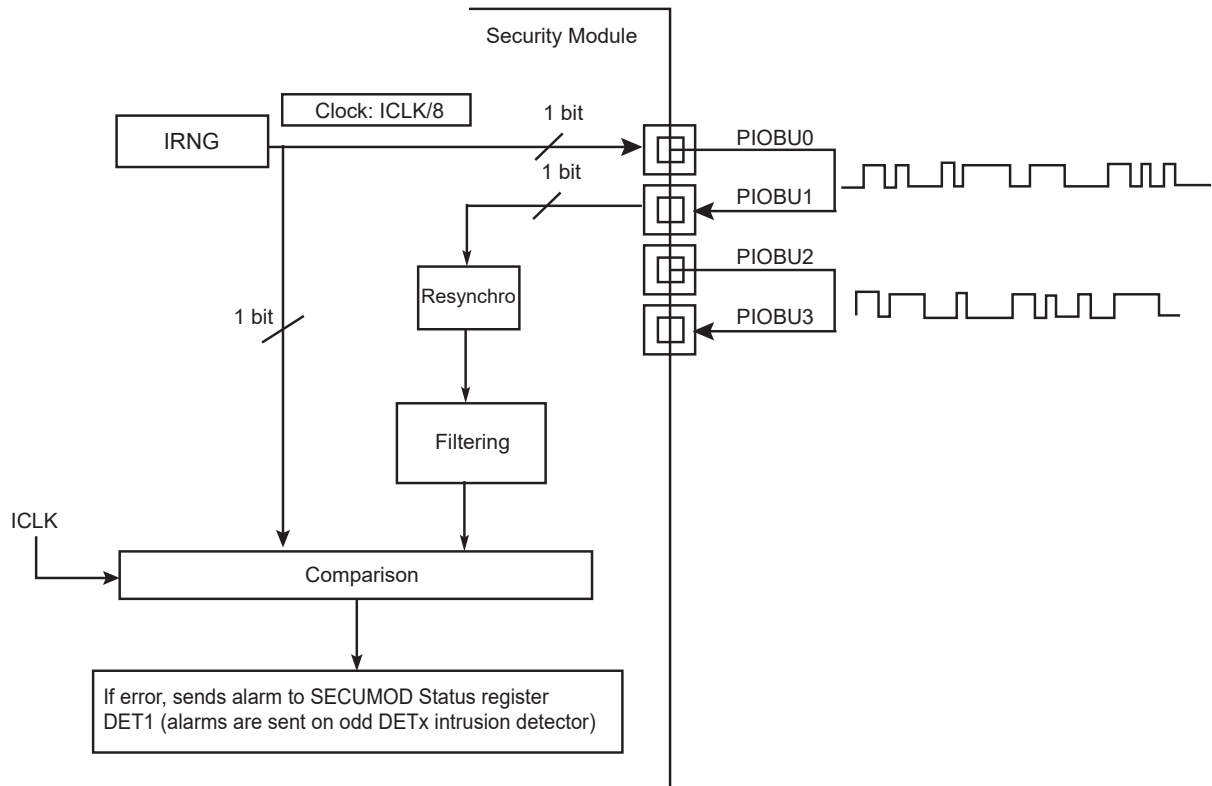 Security Module
Clock: ICLK/8
IRNG
1 bit
PIOBU0
1 bit
PIOBU1
PIOBU2
Resynchro
1 bit
PIOBU3
Filtering
ICLK
Comparison
If error, sends alarm to SECUMOD Status register
DET1 (alarms are sent on odd DETx intrusion detector)